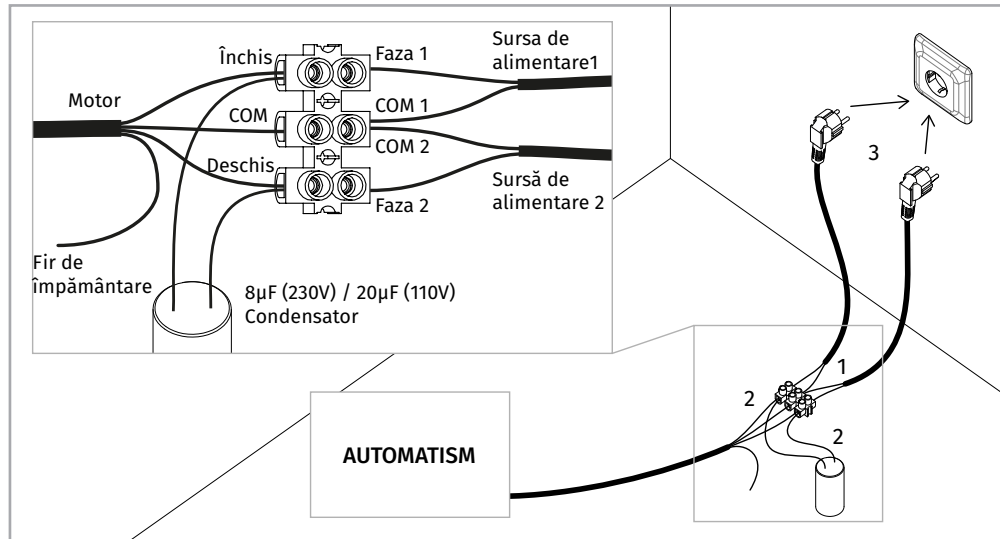 Închis
Faza 1
Sursa de
alimentare1
Motor
COM
COM 1
COM 2
Deschis
Faza 2
Sursă de
alimentare 2
Fir de
împământare
8µF (230V) / 20µF (110V)
Condensator
3
1
2
2
AUTOMATISM